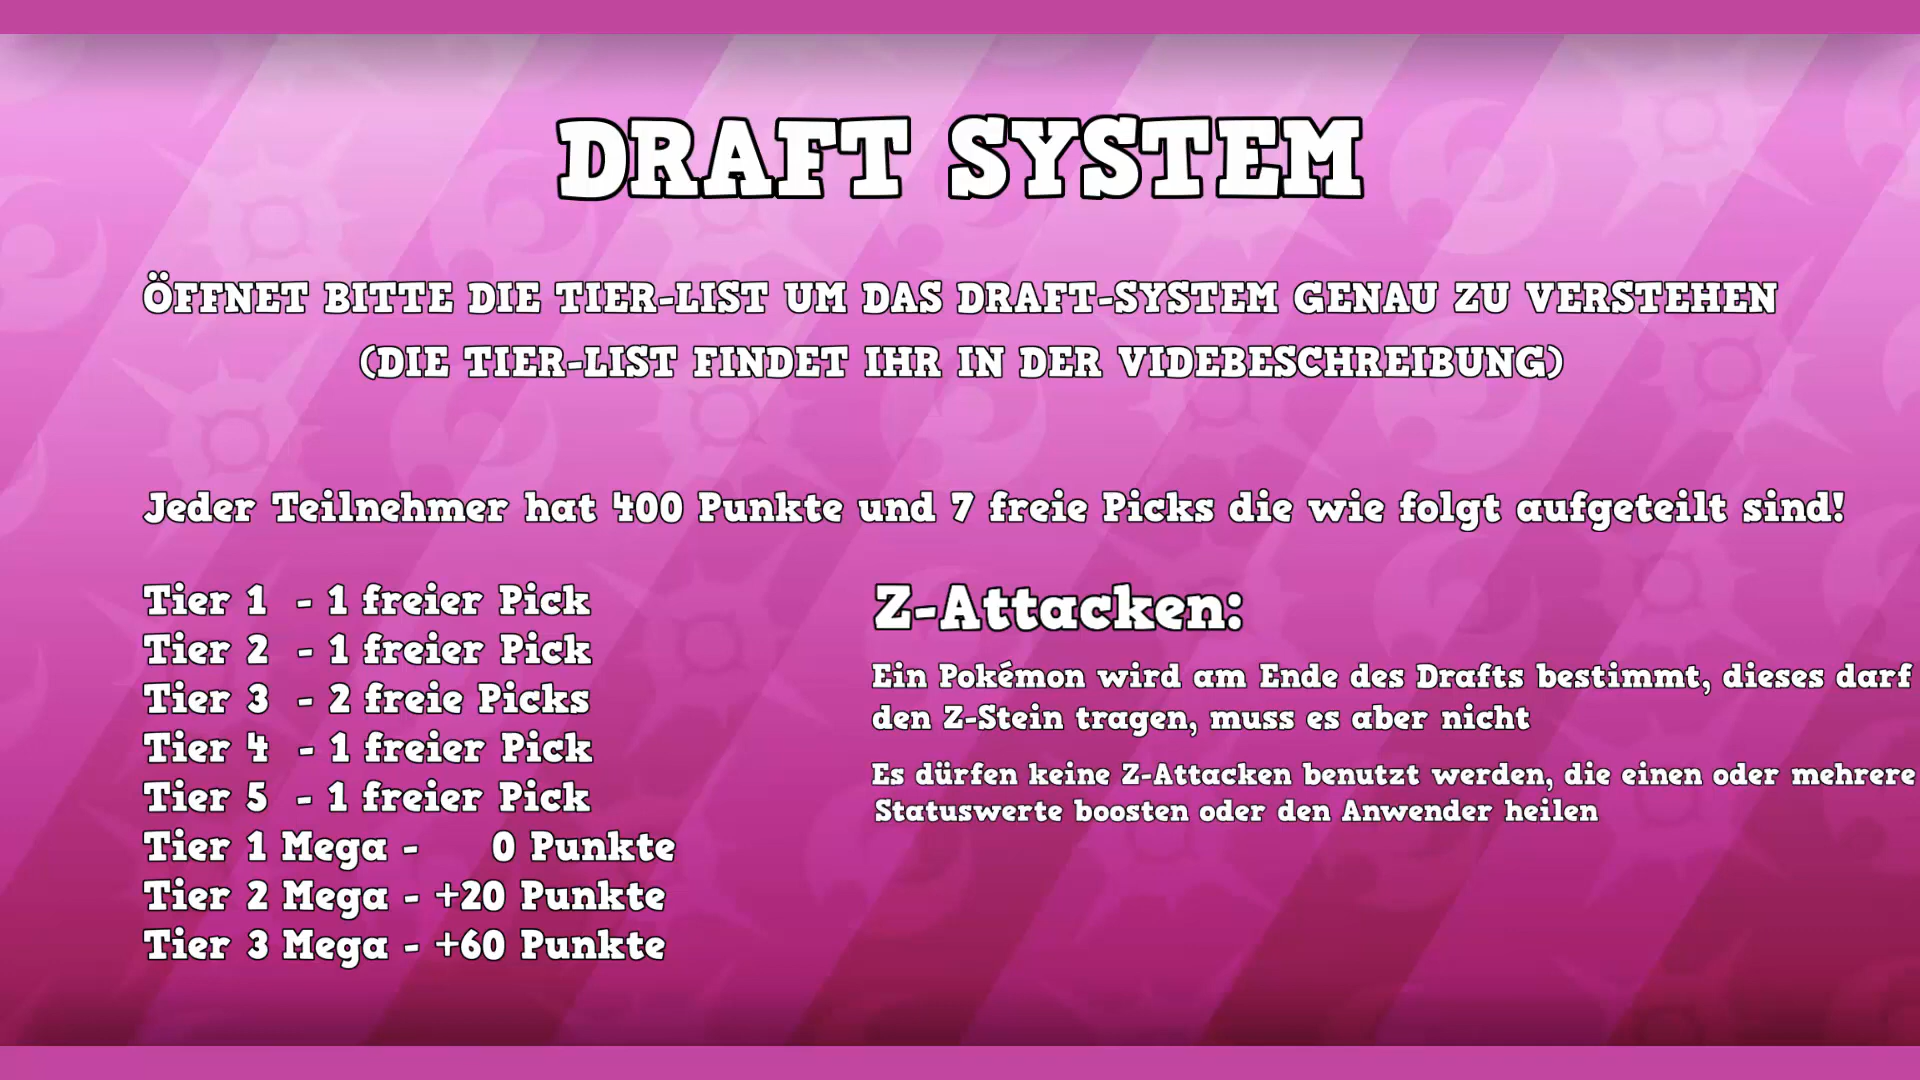 DRAFT SYSTEM
ÖFFNET BITTE DIE TIER-LIST UM DAS DRAFT-SYSTEM GENAU ZU VERSTEHEN
(DIE TIER-LIST FINDET IHR IN DER VIDEBESCHREIBUNG)
Jeder Teilnehmer hat 400 Punkte und 7 freie Picks die wie folgt aufgeteilt sind!
Tier 1 - 1 freier Pick
Tier 2 - 1 freier Pick
Tier 3 - 2 freie Picks
Tier 4 - 1 freier Pick
Tier 5 - 1 freier Pick
Tier 1 Mega - 0 Punkte
Tier 2 Mega - +20 Punkte
Tier 3 Mega - +60 Punkte
Z-Attacken:
Ein Pokémon wird am Ende des Drafts bestimmt, dieses darf
den Z-Stein tragen, muss es aber nicht
Es dürfen keine Z-Attacken benutzt werden, die einen oder mehrere
Statuswerte boosten oder den Anwender heilen